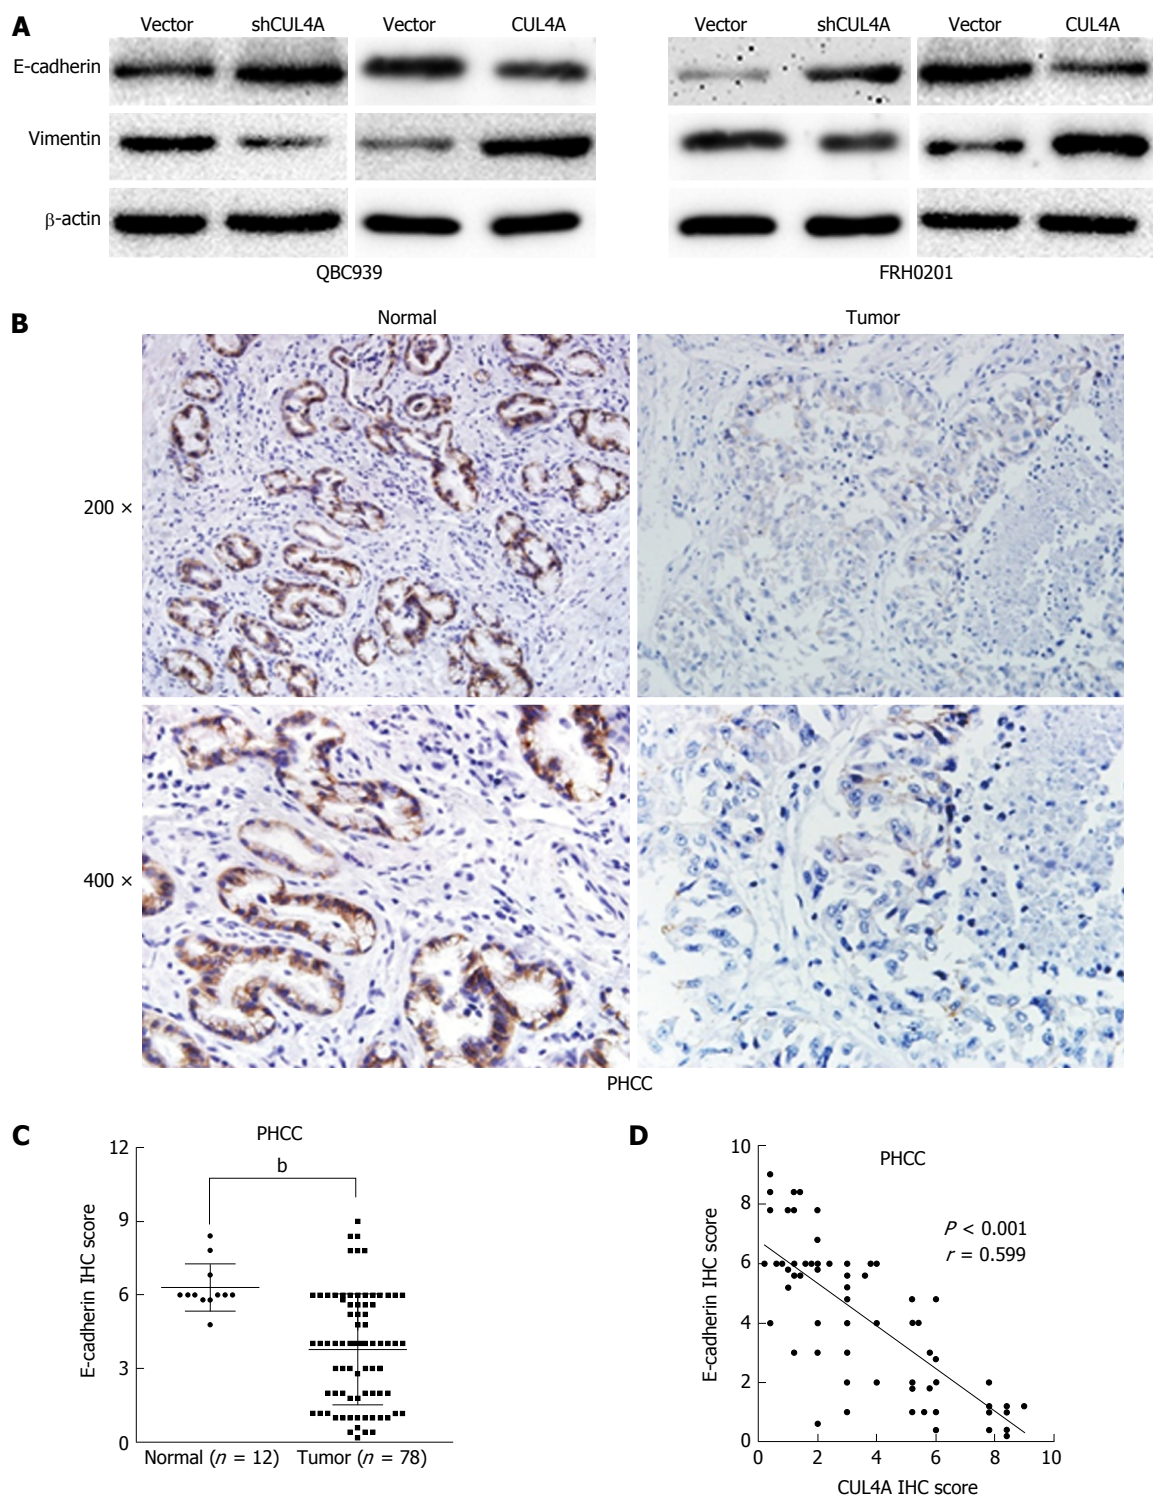 A
Vector shCUL4A Vector CUL4A Vector shCUL4A Vector CUL4A
E-cadherin
Vimentin
β-actin
QBC939 FRH0201
B
Normal Tumor
200 ×
400 ×
PHCC
C
PHCC
b
12
9
6
3
0
E-cadherin IHC score
Normal (n = 12) Tumor (n = 78)
D
PHCC
P < 0.001
r = 0.599
10
8
6
4
2
0
E-cadherin IHC score
0 2 4 6 8 10
CUL4A IHC score